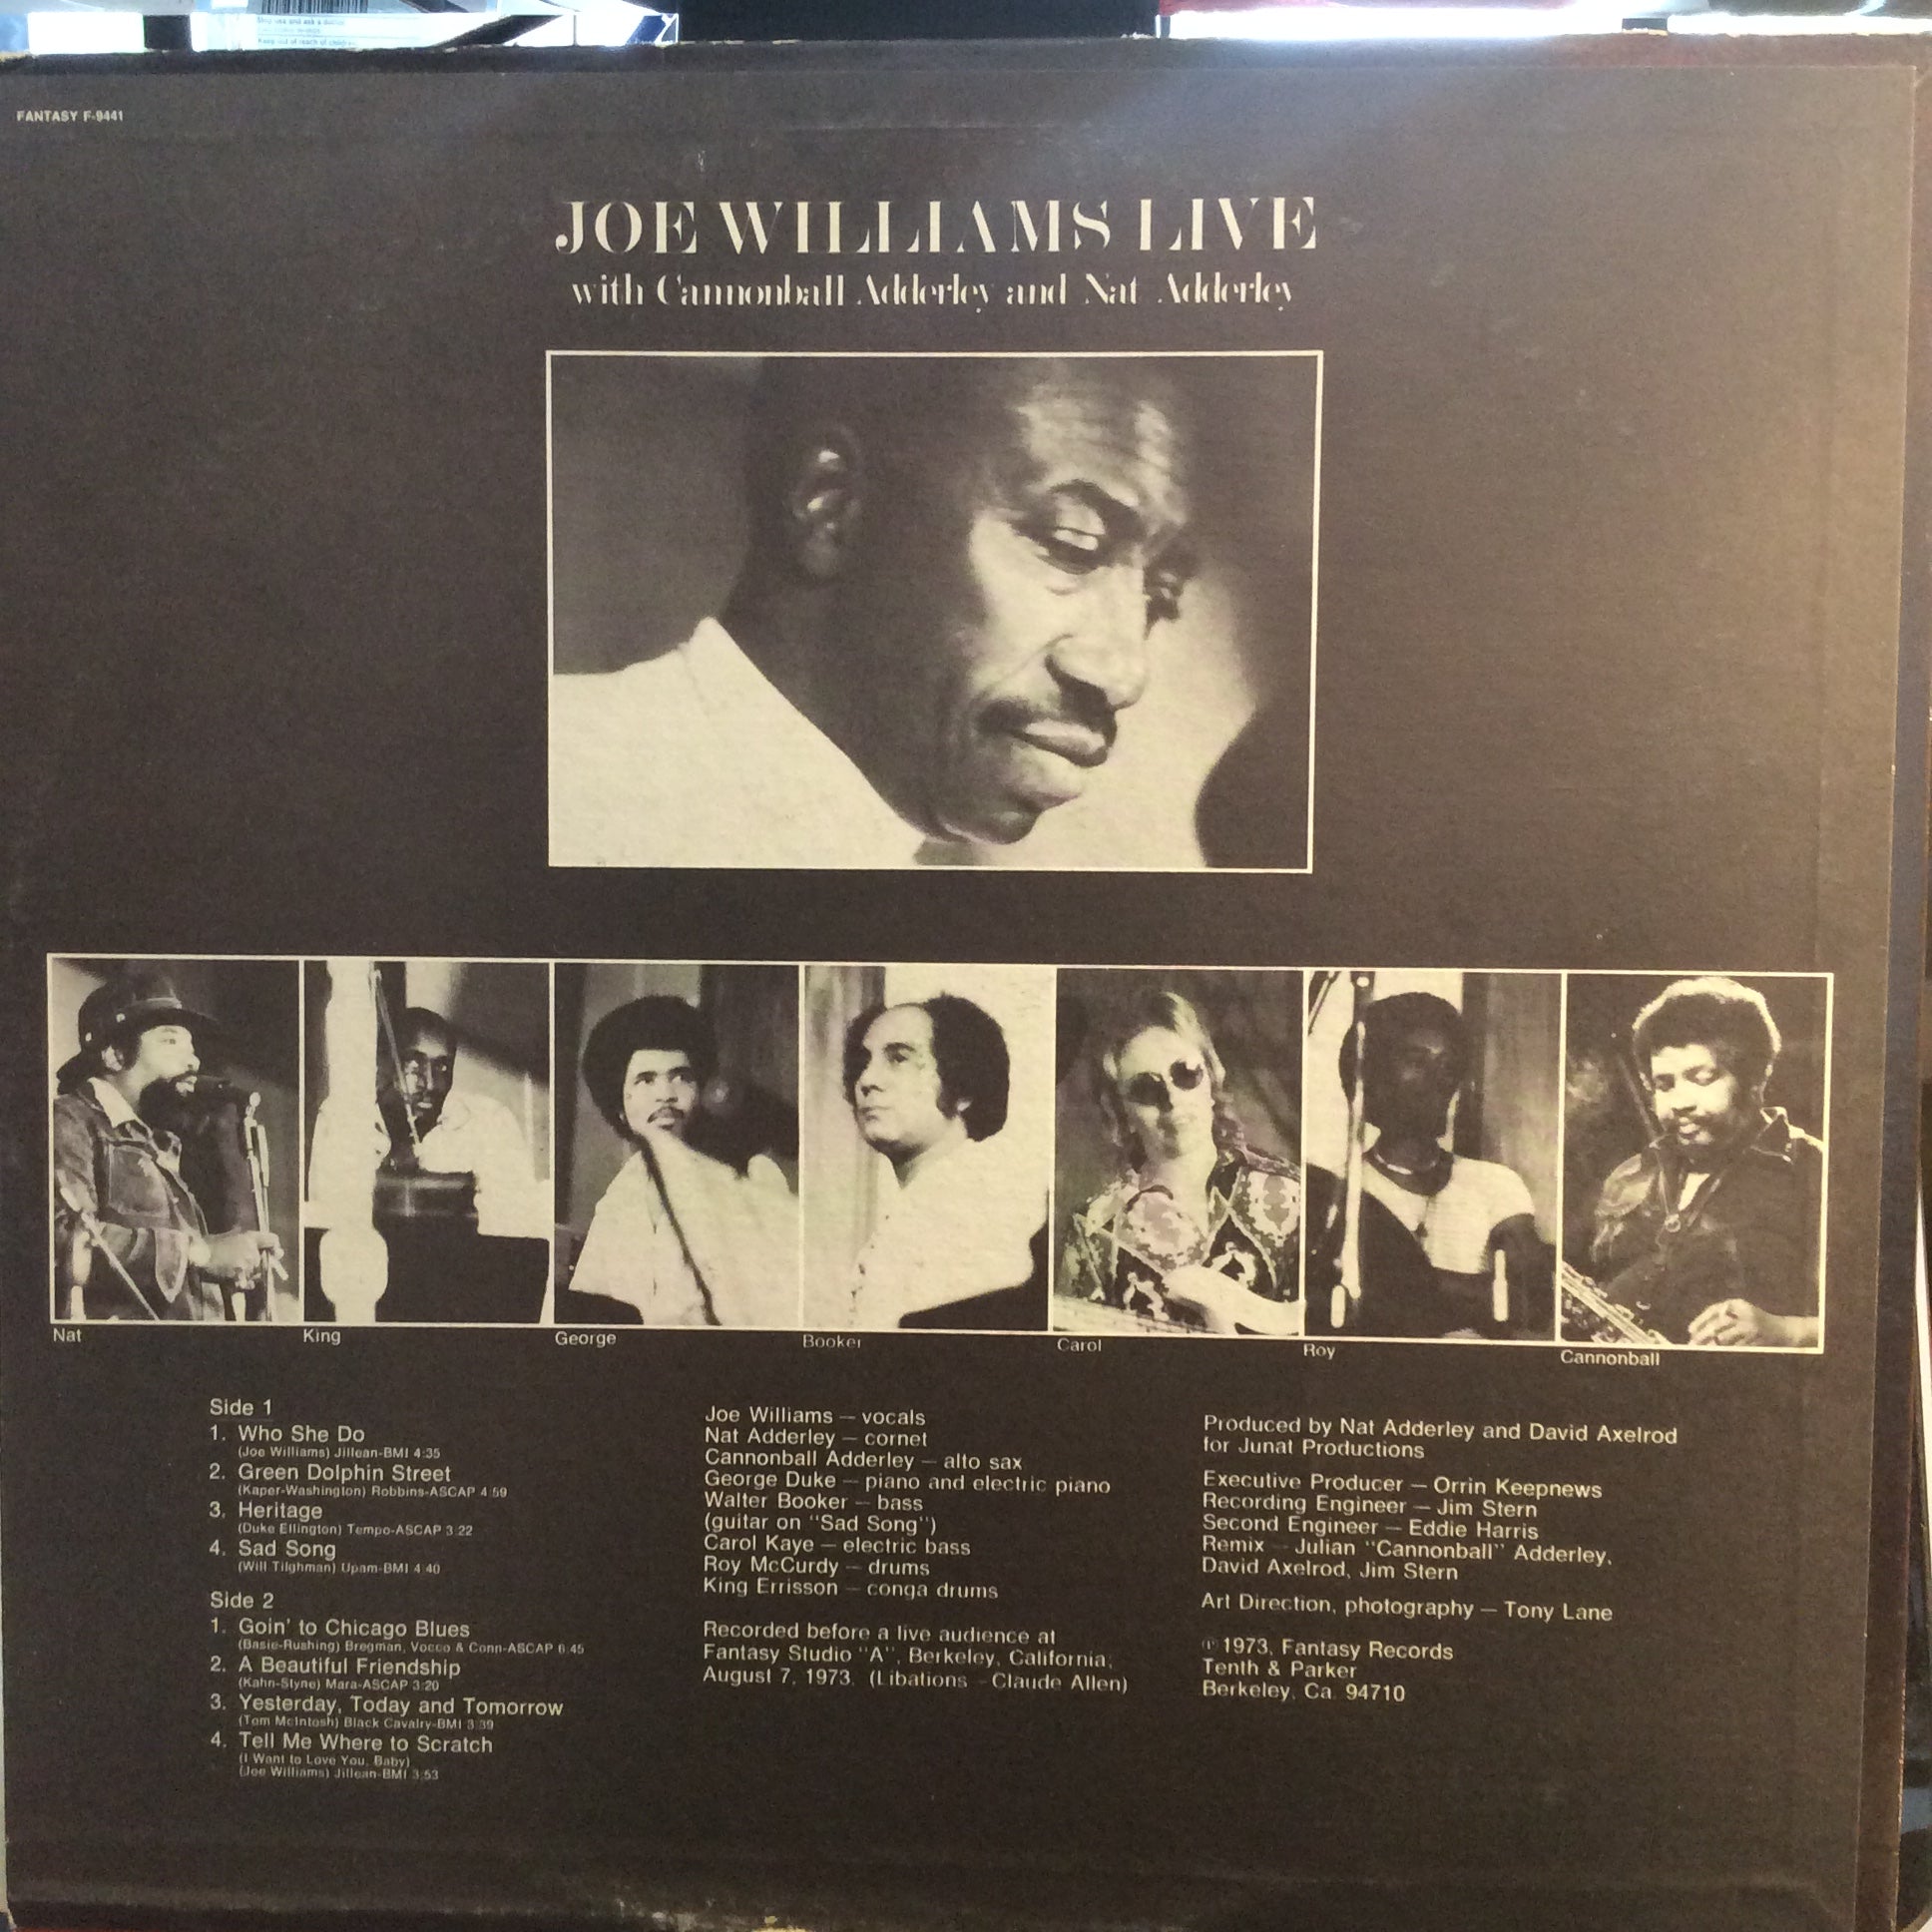 Stop use and ask a doctor
Keep out of reach of
FANTASY F-9441
JOE WILLIAMS LIVE
with Cannonball Adderley and Nat Adderley
Nat
King
George
Booker
Carol
Roy
Cannonball
Side 1
1. Who She Do
(Joe Williams) Jillean-BMI 4:35
2. Green Dolphin Street
(Kaper-Washington) Robbins-ASCAP 4:59
3. Heritage
(Duke Ellington) Tempo-ASCAP 3:22
4. Sad Song
(Will Tilghman) Upam-BMI 4:40
Side 2
1. Goin' to Chicago Blues
(Basie-Rushing) Bregman, Vocco & Conn-ASCAP 6:45
2. A Beautiful Friendship
(Kahn-Styne) Mara-ASCAP 3:20
3. Yesterday, Today and Tomorrow
(Tom McIntosh) Black Cavalry-BMI 3:39
4. Tell Me Where to Scratch
(I Want to Love You, Baby)
(Joe Williams) Jillean-BMI 3:53
Joe Williams — vocals
Nat Adderley — cornet
Cannonball Adderley — alto sax
George Duke — piano and electric piano
Walter Booker — bass
(guitar on "Sad Song")
Carol Kaye — electric bass
Roy McCurdy — drums
King Errisson — conga drums
Recorded before a live audience at
Fantasy Studio "A", Berkeley, California,
August 7, 1973. (Libations — Claude Allen)
Produced by Nat Adderley and David Axelrod
for Junat Productions
Executive Producer — Orrin Keepnews
Recording Engineer — Jim Stern
Second Engineer — Eddie Harris
Remix — Julian "Cannonball" Adderley,
David Axelrod, Jim Stern
Art Direction, photography — Tony Lane
℗ 1973, Fantasy Records
Tenth & Parker
Berkeley, Ca. 94710